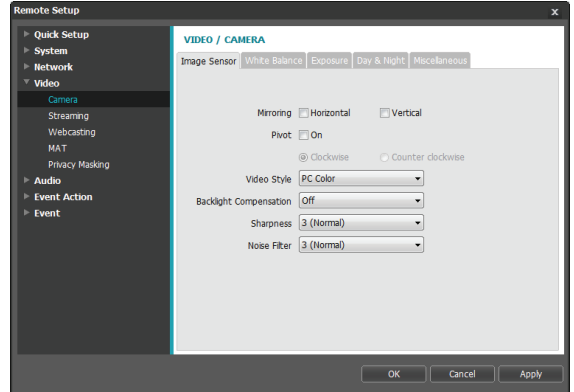 Remote Setup x
Quick Setup
System
Network
Video
Camera
Streaming
Webcasting
MAT
Privacy Masking
Audio
Event Action
Event
VIDEO / CAMERA
Image Sensor White Balance Exposure Day & Night Miscellaneous
Mirroring Horizontal Vertical
Pivot On
Clockwise Counter clockwise
Video Style PC Color
Backlight Compensation Off
Sharpness 3 (Normal)
Noise Filter 3 (Normal)
OK Cancel Apply